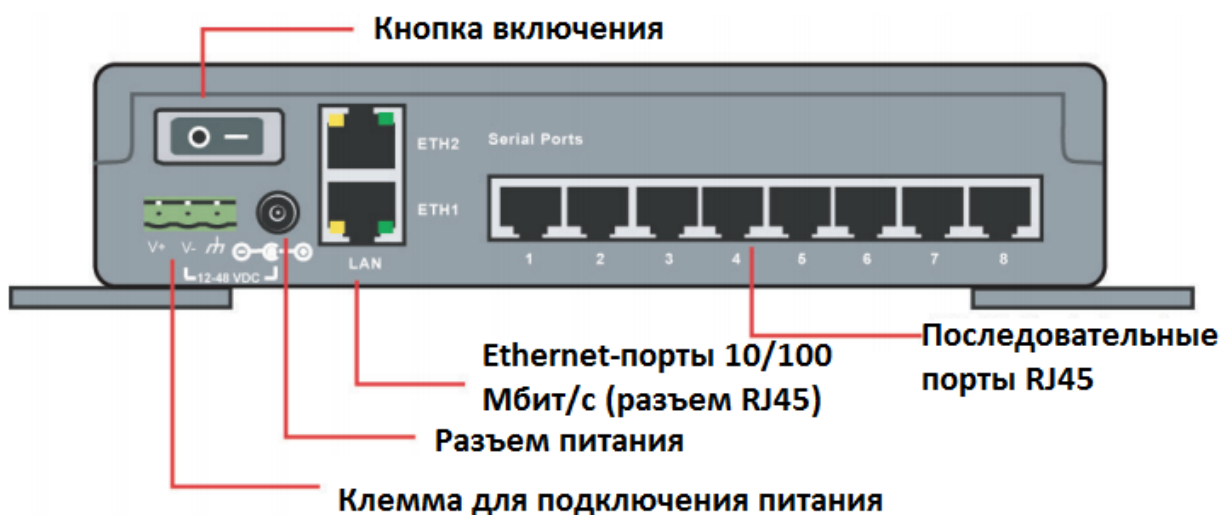 Кнопка включения
ETH2
Serial Ports
ETH1
V+ V-
12-48 VDC
LAN
1 2 3 4 5 6 7 8
Последовательные
порты RJ45
Ethernet-порты 10/100
Мбит/с (разъем RJ45)
Разъем питания
Клемма для подключения питания